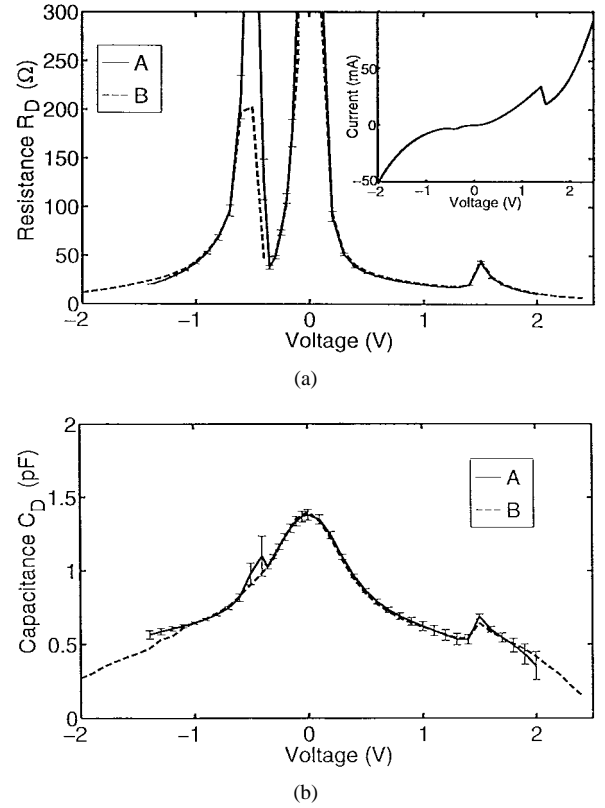 300
250
200
150
100
50
0
Resistance R_D (Ω)
A
B
50
0
-50
Current (mA)
−2 −1 0 1 2
Voltage (V)
−2 −1 0 1 2
Voltage (V)
(a)
2
1.5
1
0.5
0
Capacitance C_D (pF)
A
B
−2 −1 0 1 2
Voltage (V)
(b)